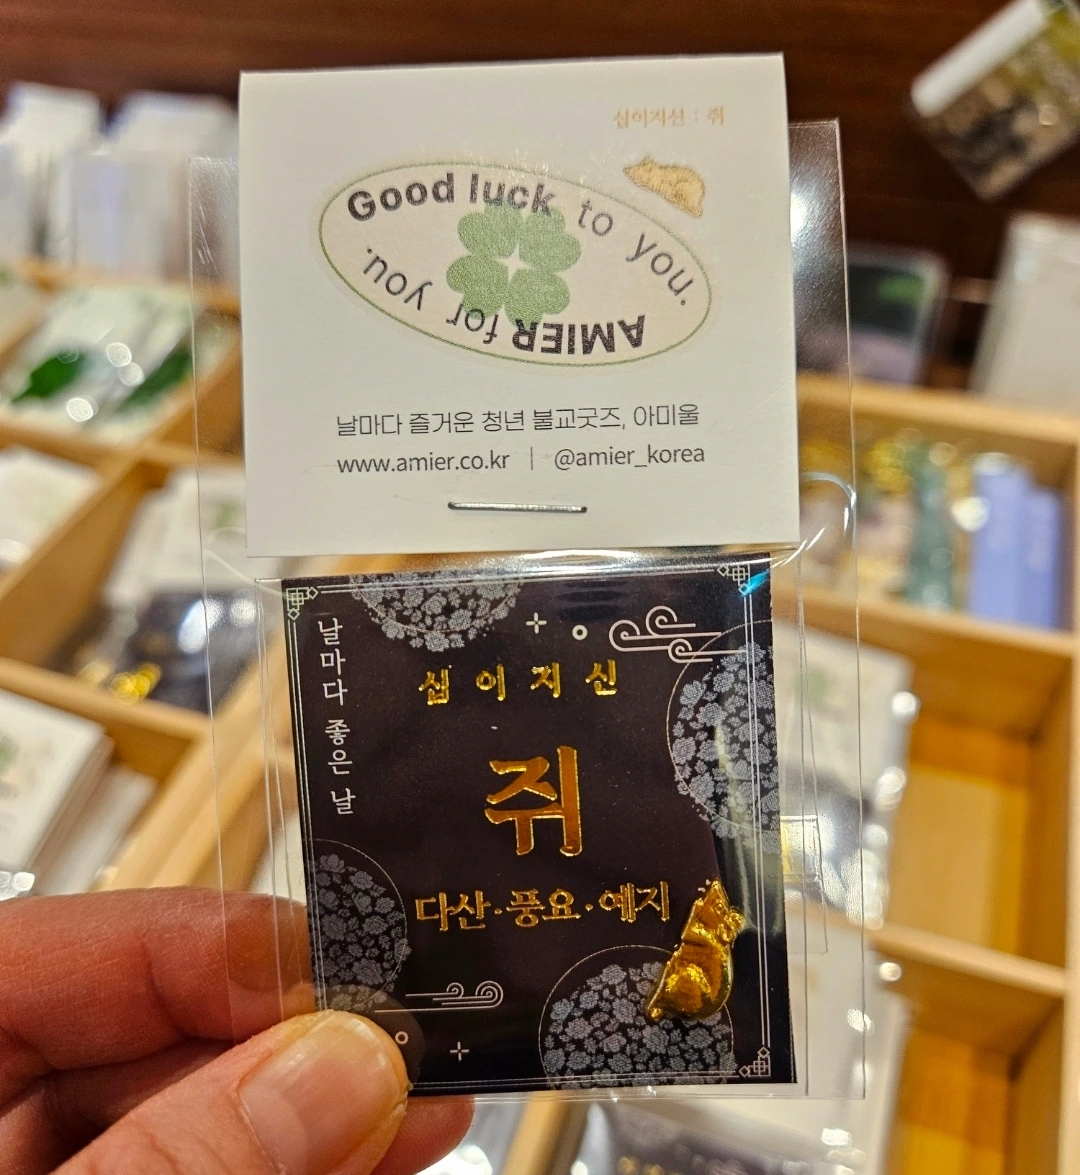 십이지신 : 쥐
Good luck to you.
AMIER for you.
날마다 즐거운 청년 불교굿즈, 아미울
www.amier.co.kr | @amier_korea
날마다 좋은 날
십이지신
쥐
다산·풍요·예지